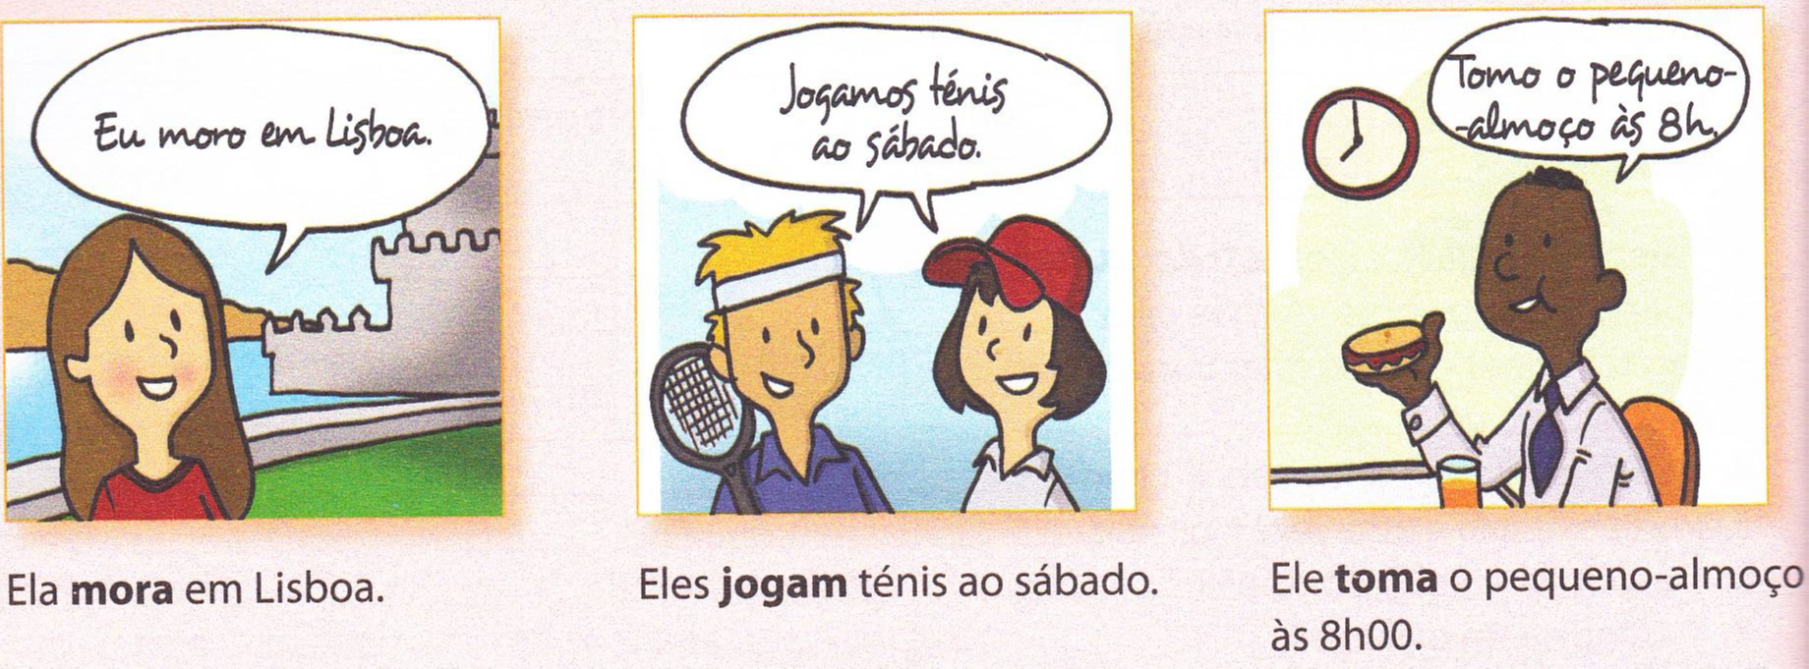 Eu moro em Lisboa.
Jogamos ténis
ao sábado.
Tomo o pequeno-
-almoço às 8h.
Ela mora em Lisboa.
Eles jogam ténis ao sábado.
Ele toma o pequeno-almoço
às 8h00.